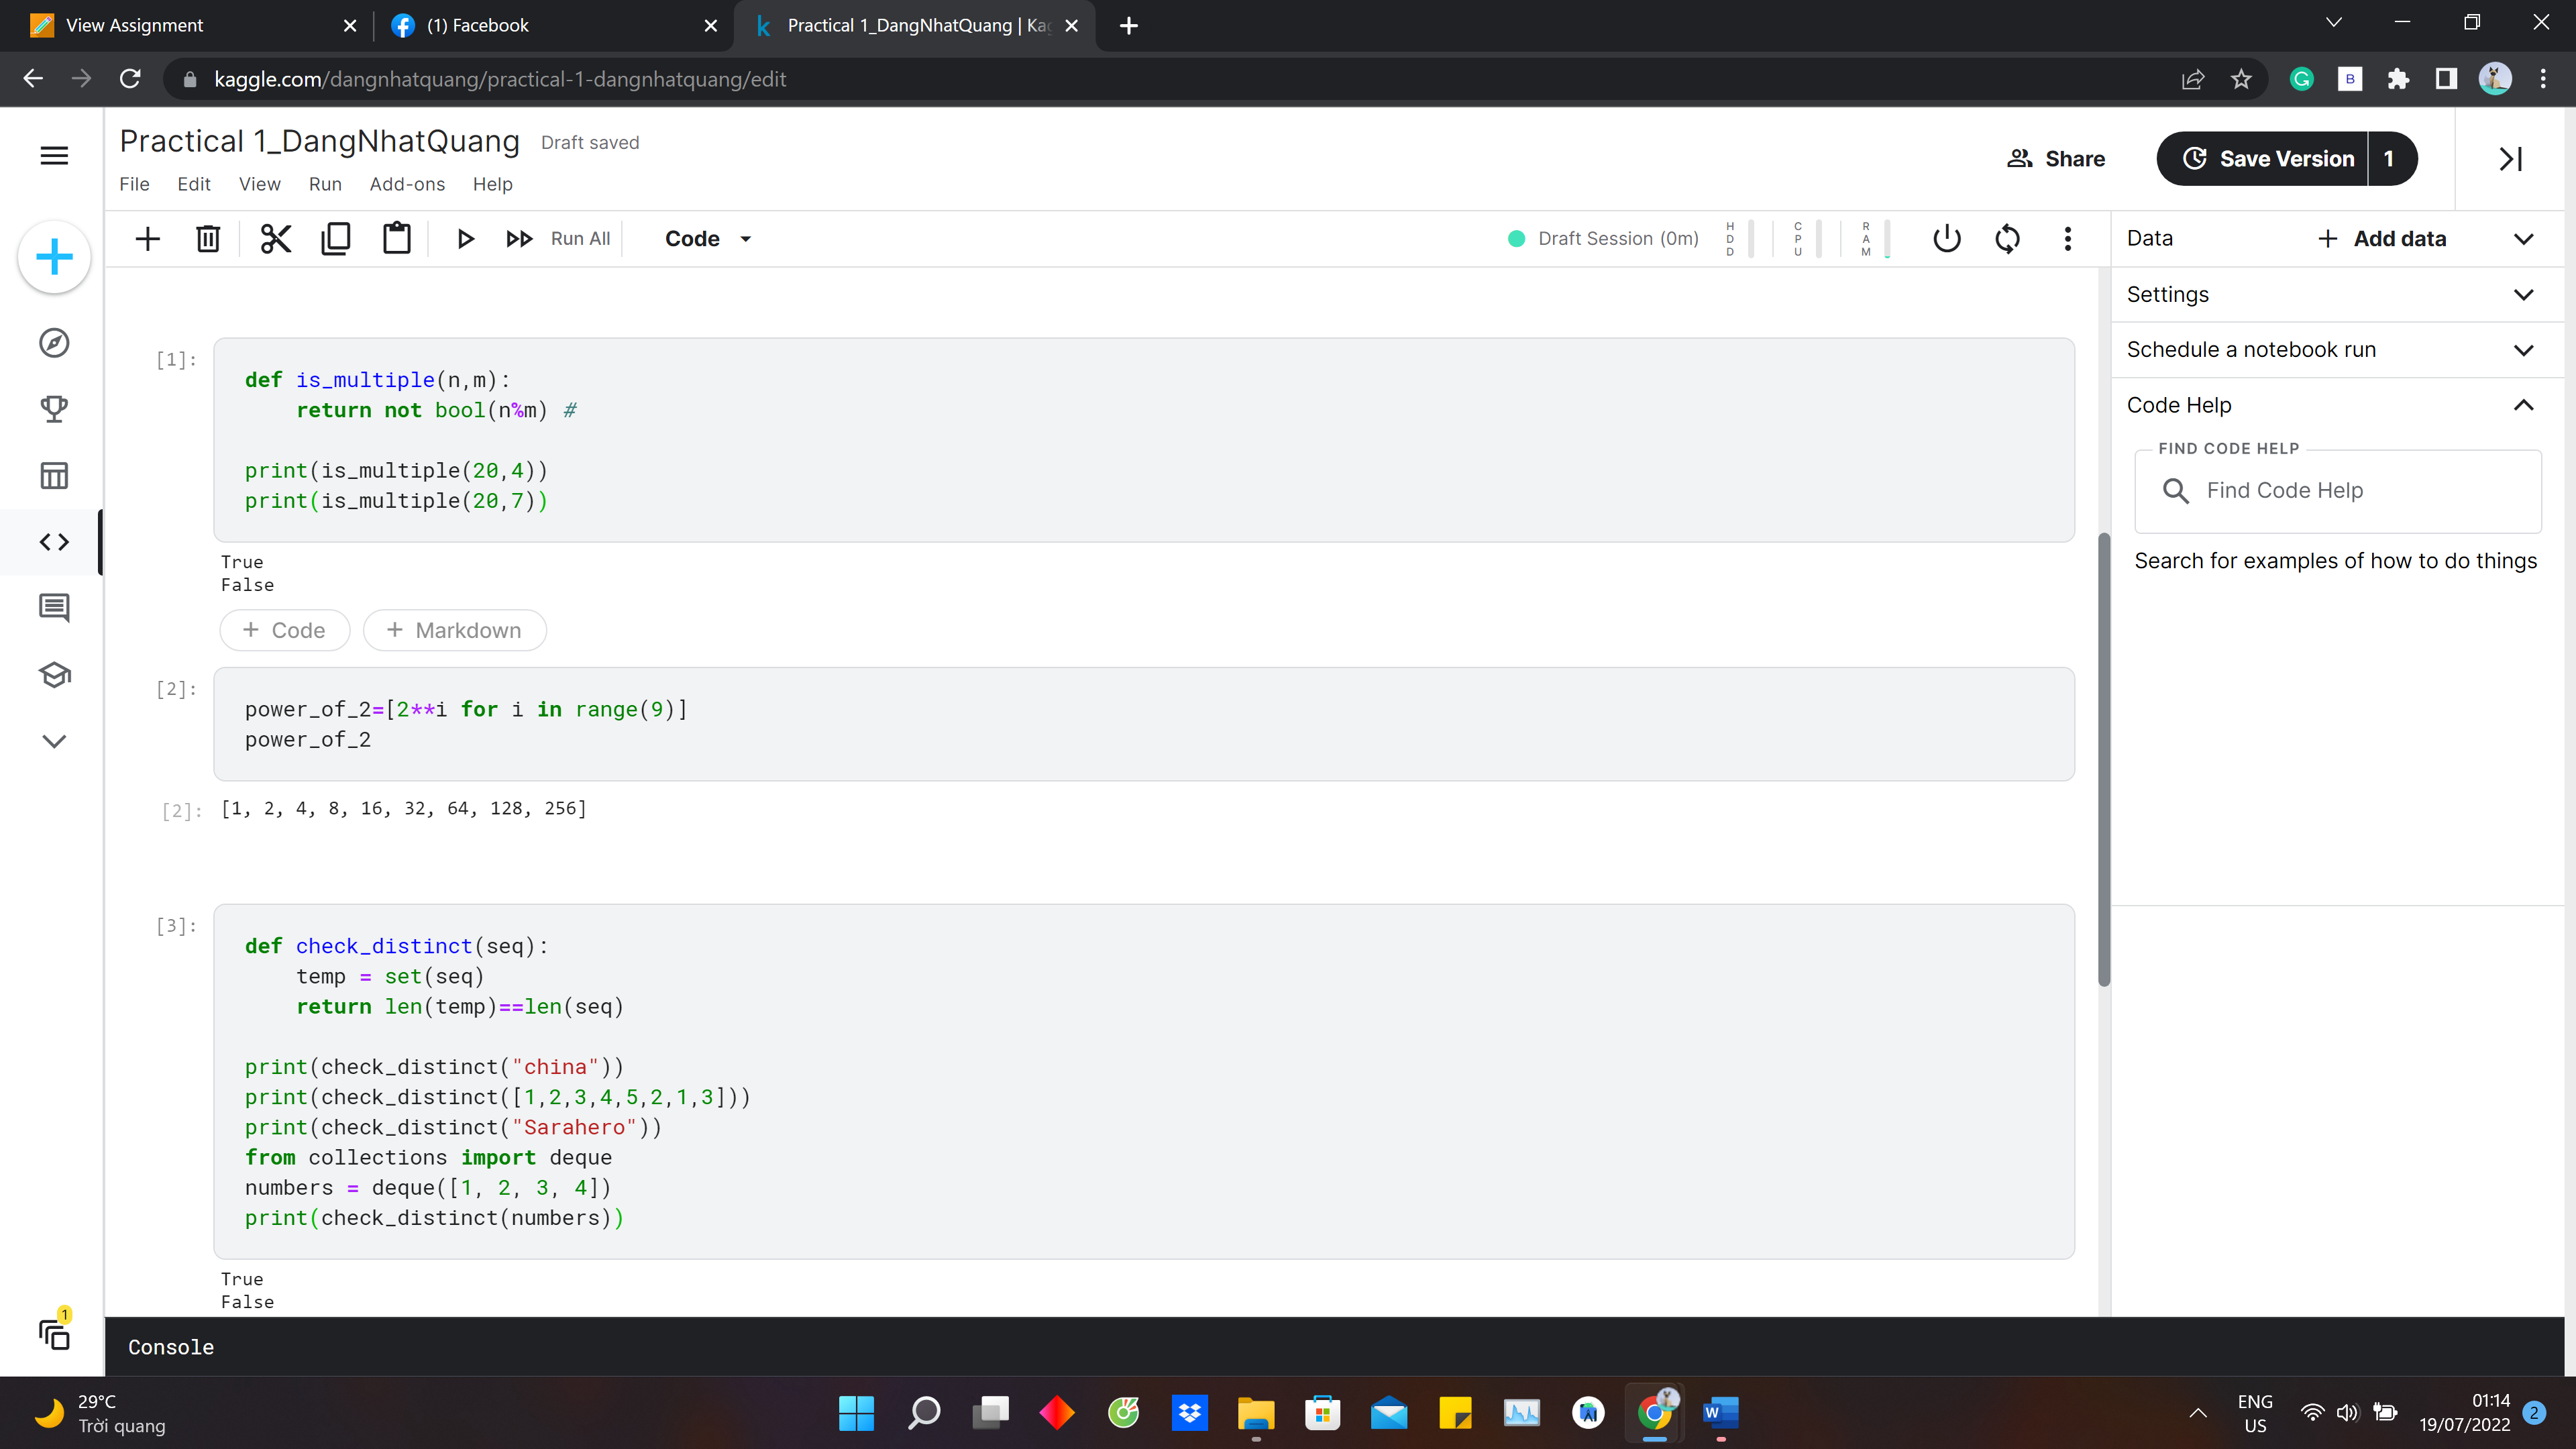 View Assignment
(1) Facebook
Practical 1_DangNhatQuang | Kag
kaggle.com/dangnhatquang/practical-1-dangnhatquang/edit
Practical 1_DangNhatQuang Draft saved
File Edit View Run Add-ons Help
Share
Save Version 1
Run All
Code
Draft Session (0m)
HDD
CPU
RAM
Data
Add data
Settings
Schedule a notebook run
Code Help
FIND CODE HELP
Find Code Help
Search for examples of how to do things
[1]:
def is_multiple(n,m):
    return not bool(n%m) #
print(is_multiple(20,4))
print(is_multiple(20,7))
True
False
+ Code + Markdown
[2]:
power_of_2=[2**i for i in range(9)]
power_of_2
[2]: [1, 2, 4, 8, 16, 32, 64, 128, 256]
[3]:
def check_distinct(seq):
    temp = set(seq)
    return len(temp)==len(seq)
print(check_distinct("china"))
print(check_distinct([1,2,3,4,5,2,1,3]))
print(check_distinct("Sarahero"))
from collections import deque
numbers = deque([1, 2, 3, 4])
print(check_distinct(numbers))
True
False
1
Console
29°C
Trời quang
ENG
US
01:14
19/07/2022
2